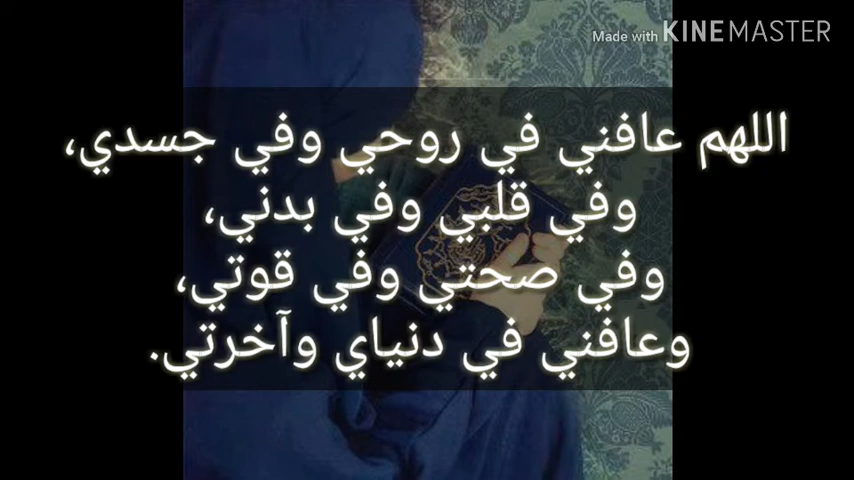 Made with KINEMASTER
اللهم عافني في روحي وفي جسدي،
وفي قلبي وفي بدني،
وفي صحتي وفي قوتي،
وعافني في دنياي وآخرتي.